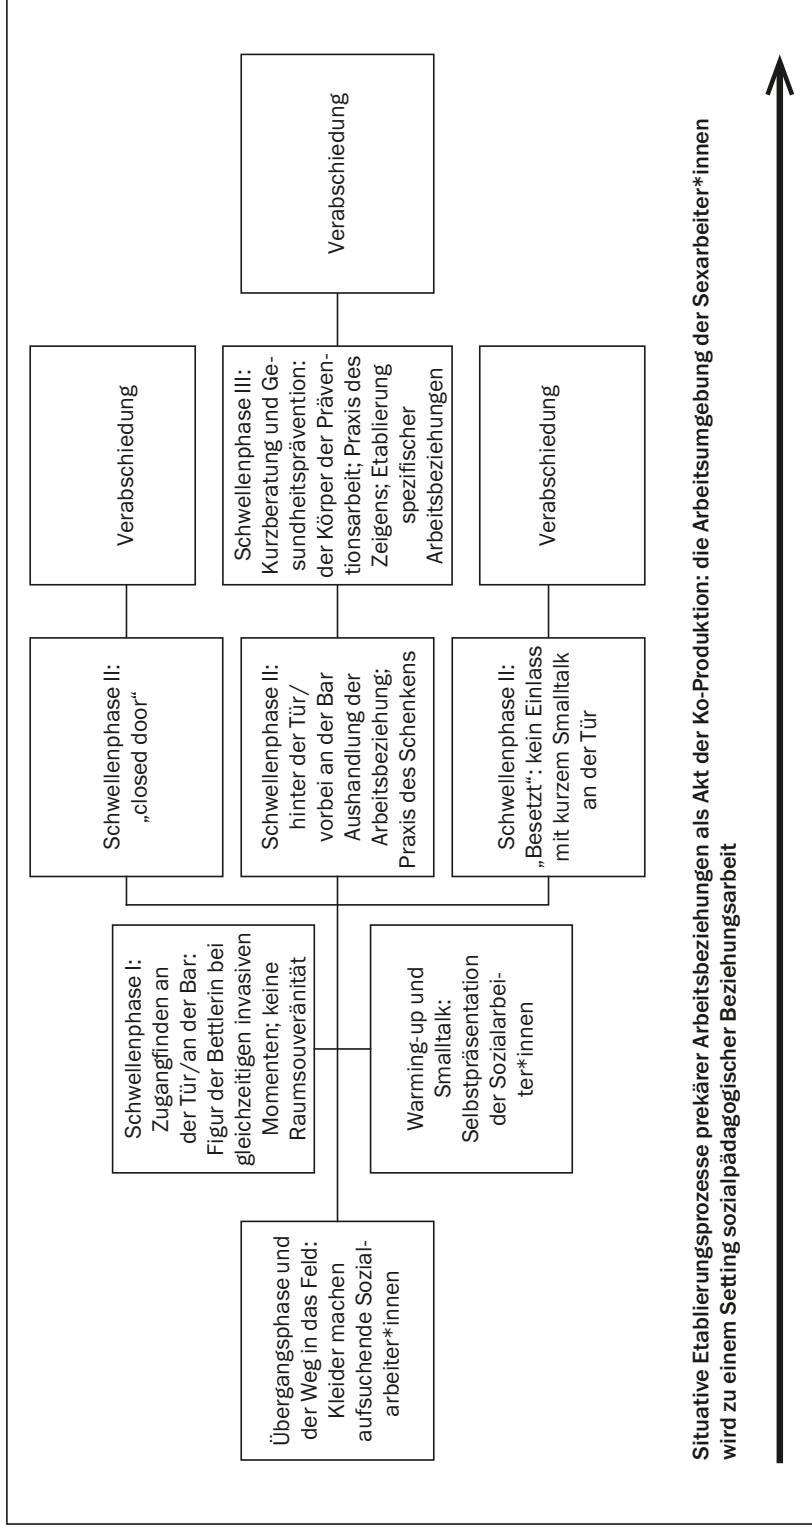 Übergangsphase und
der Weg in das Feld:
Kleider machen
aufsuchende Sozial-
arbeiter*innen
Schwellenphase I:
Zugangfinden an
der Tür/an der Bar:
Figur der Bettlerin bei
gleichzeitigen invasiven
Momenten; keine
Raumsouveränität
Warming-up und
Smalltalk:
Selbstpräsentation
der Sozialarbei-
ter*innen
Schwellenphase II:
„closed door“
Verabschiedung
Schwellenphase II:
hinter der Tür/
vorbei an der Bar
Aushandlung der
Arbeitsbeziehung;
Praxis des Schenkens
Schwellenphase III:
Kurzberatung und Ge-
sundheitsprävention:
der Körper der Präven-
tionsarbeit; Praxis des
Zeigens; Etablierung
spezifischer
Arbeitsbeziehungen
Verabschiedung
Schwellenphase II:
„Besetzt“: kein Einlass
mit kurzem Smalltalk
an der Tür
Verabschiedung
Situative Etablierungsprozesse prekärer Arbeitsbeziehungen als Akt der Ko-Produktion: die Arbeitsumgebung der Sexarbeiter*innen
wird zu einem Setting sozialpädagogischer Beziehungsarbeit